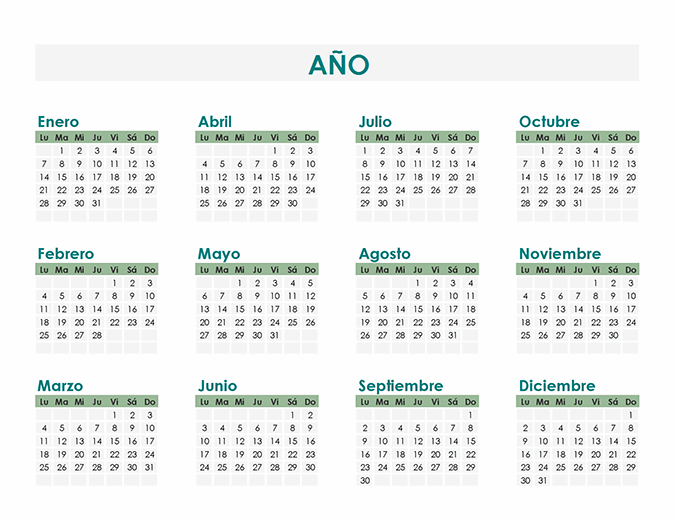 AÑO
Enero
Lu Ma Mi Ju Vi Sá Do
1 2 3 4 5 6
7 8 9 10 11 12 13
14 15 16 17 18 19 20
21 22 23 24 25 26 27
28 29 30 31
Febrero
Lu Ma Mi Ju Vi Sá Do
1 2 3
4 5 6 7 8 9 10
11 12 13 14 15 16 17
18 19 20 21 22 23 24
25 26 27 28
Marzo
Lu Ma Mi Ju Vi Sá Do
1 2 3
4 5 6 7 8 9 10
11 12 13 14 15 16 17
18 19 20 21 22 23 24
25 26 27 28 29 30 31
Abril
Lu Ma Mi Ju Vi Sá Do
1 2 3
4 5 6 7 8 9 10
11 12 13 14 15 16 17
18 19 20 21 22 23 24
25 26 27 28 29 30
Mayo
Lu Ma Mi Ju Vi Sá Do
1 2 3 4 5
6 7 8 9 10 11 12
13 14 15 16 17 18 19
20 21 22 23 24 25 26
27 28 29 30 31
Junio
Lu Ma Mi Ju Vi Sá Do
1 2
3 4 5 6 7 8 9
10 11 12 13 14 15 16
17 18 19 20 21 22 23
24 25 26 27 28 29 30
Julio
Lu Ma Mi Ju Vi Sá Do
1 2 3 4 5 6 7
8 9 10 11 12 13 14
15 16 17 18 19 20 21
22 23 24 25 26 27 28
29 30 31
Agosto
Lu Ma Mi Ju Vi Sá Do
1 2 3 4
5 6 7 8 9 10 11
12 13 14 15 16 17 18
19 20 21 22 23 24 25
26 27 28 29 30 31
Septiembre
Lu Ma Mi Ju Vi Sá Do
1
2 3 4 5 6 7 8
9 10 11 12 13 14 15
16 17 18 19 20 21 22
23 24 25 26 27 28 29
30
Octubre
Lu Ma Mi Ju Vi Sá Do
1 2 3 4 5 6
7 8 9 10 11 12 13
14 15 16 17 18 19 20
21 22 23 24 25 26 27
28 29 30 31
Noviembre
Lu Ma Mi Ju Vi Sá Do
1 2 3
4 5 6 7 8 9 10
11 12 13 14 15 16 17
18 19 20 21 22 23 24
25 26 27 28 29 30
Diciembre
Lu Ma Mi Ju Vi Sá Do
1
2 3 4 5 6 7 8
9 10 11 12 13 14 15
16 17 18 19 20 21 22
23 24 25 26 27 28 29
30 31